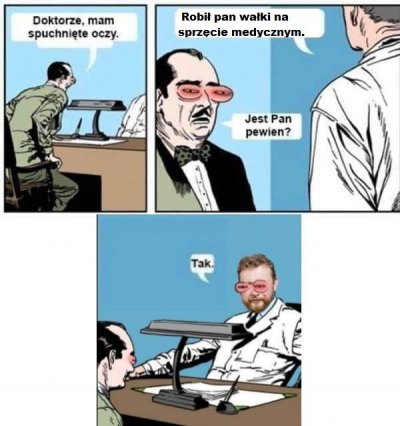 Doktorze, mam
spuchnięte oczy.
Robił pan wałki na
sprzęcie medycznym.
Jest Pan
pewien?
Tak.